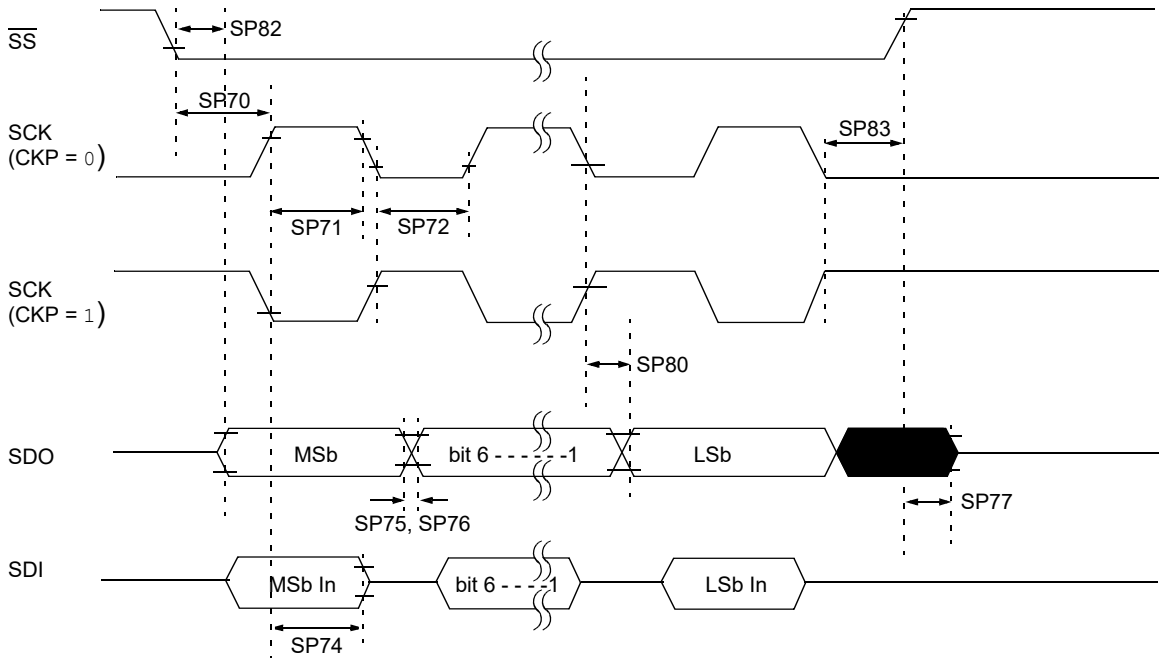 SS
SP82
SP70
SCK
(CKP = 0)
SP83
SP71
SP72
SCK
(CKP = 1)
SP80
SDO
MSb
bit 6 - - - - - -1
LSb
SP77
SP75, SP76
SDI
MSb In
bit 6 - - - - -1
LSb In
SP74